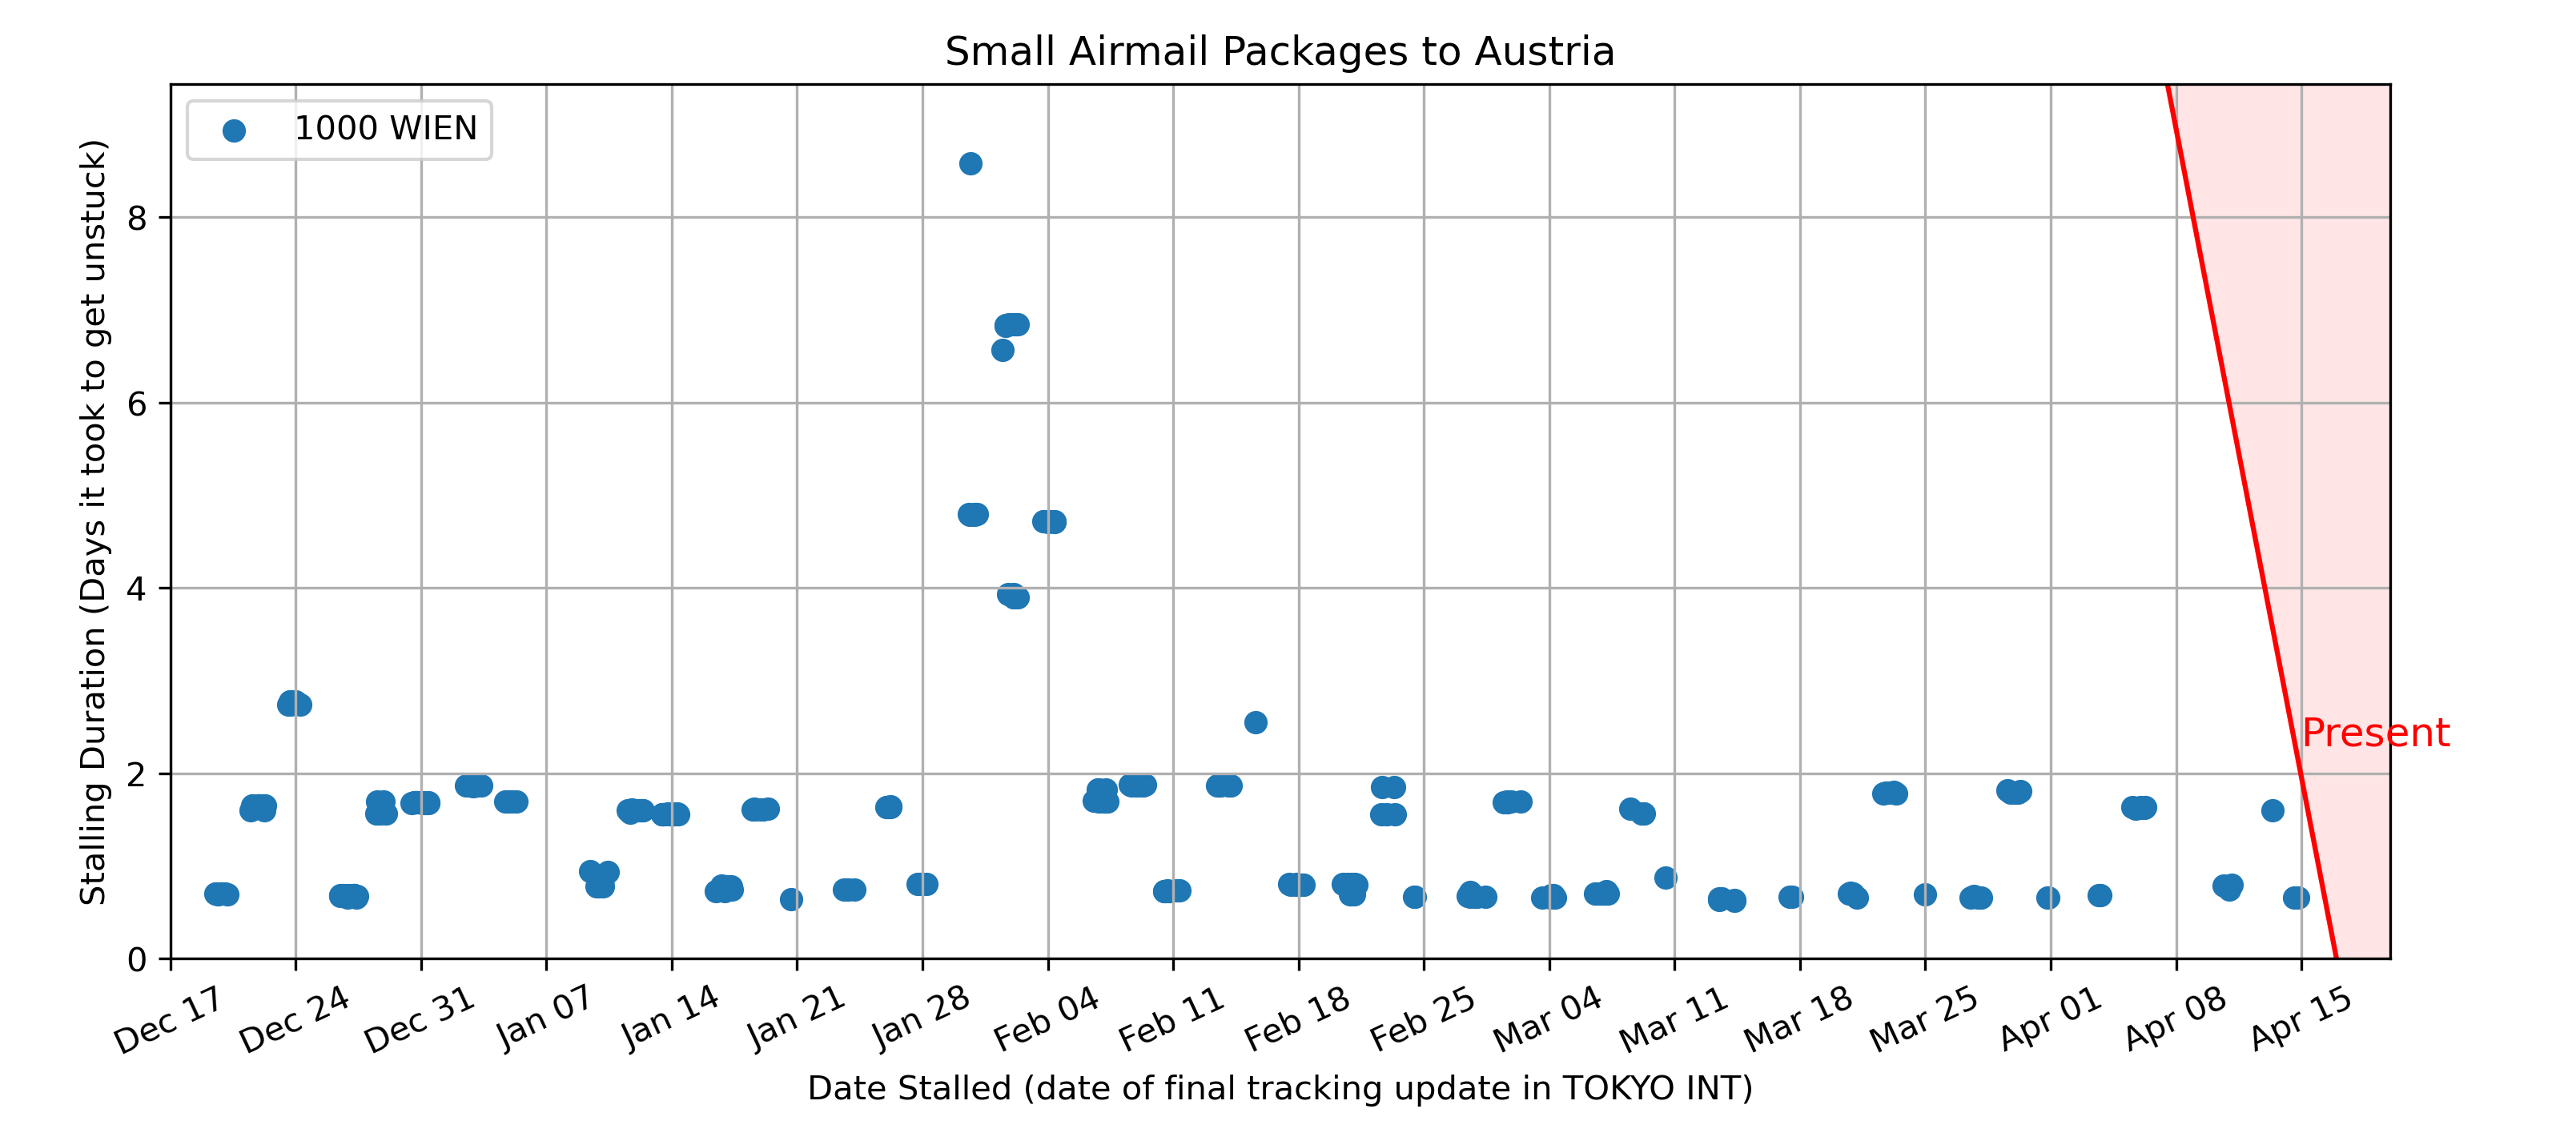 Small Airmail Packages to Austria
1000 WIEN
Stalling Duration (Days it took to get unstuck)
8
6
4
2
0
Present
Dec 17
Dec 24
Dec 31
Jan 07
Jan 14
Jan 21
Jan 28
Feb 04
Feb 11
Feb 18
Feb 25
Mar 04
Mar 11
Mar 18
Mar 25
Apr 01
Apr 08
Apr 15
Date Stalled (date of final tracking update in TOKYO INT)